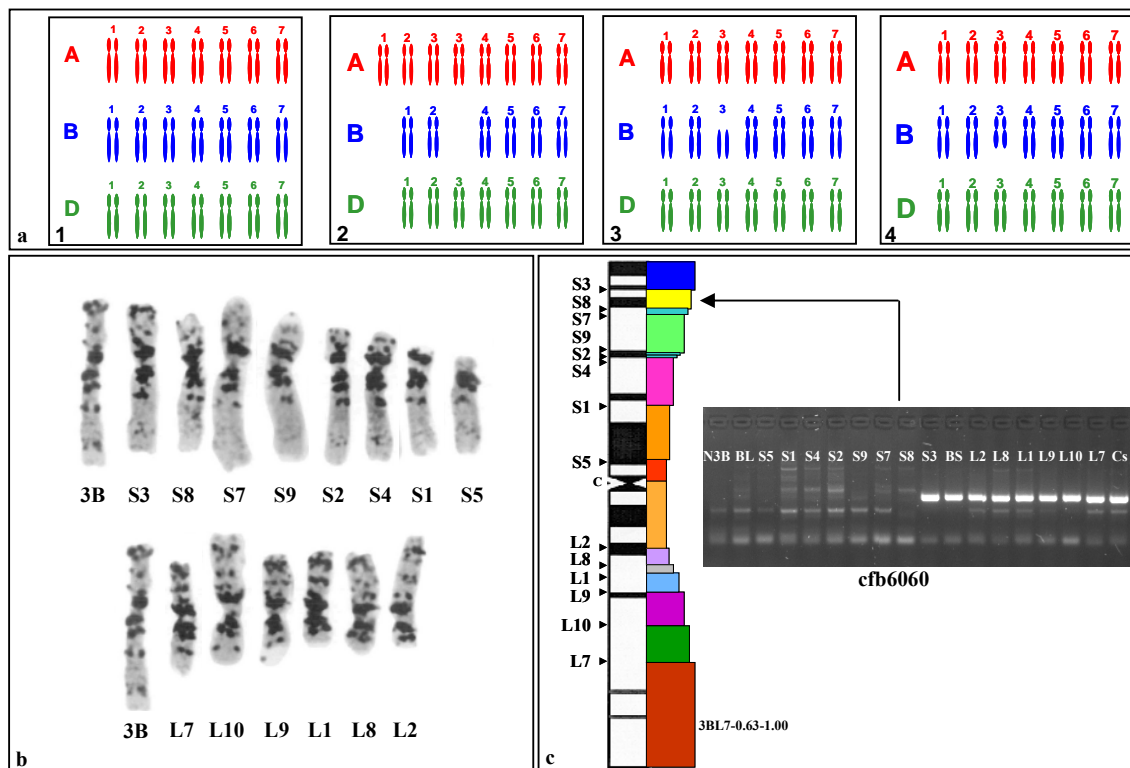 1 2 3 4 5 6 7
A
1 2 3 4 5 6 7
B
1 2 3 4 5 6 7
D
1
a
1 2 3 3 4 5 6 7
A
1 2 4 5 6 7
B
1 2 3 4 5 6 7
D
2
1 2 3 4 5 6 7
A
1 2 3 4 5 6 7
B
1 2 3 4 5 6 7
D
3
1 2 3 4 5 6 7
A
1 2 3 4 5 6 7
B
1 2 3 4 5 6 7
D
4
3B S3 S8 S7 S9 S2 S4 S1 S5
3B L7 L10 L9 L1 L8 L2
b
S3
S8
S7
S9
S2
S4
S1
S5
C
L2
L8
L1
L9
L10
L7
N3B BL S5 S1 S4 S2 S9 S7 S8 S3 BS L2 L8 L1 L9 L10 L7 Cs
cfb6060
3BL7-0.63-1.00
c